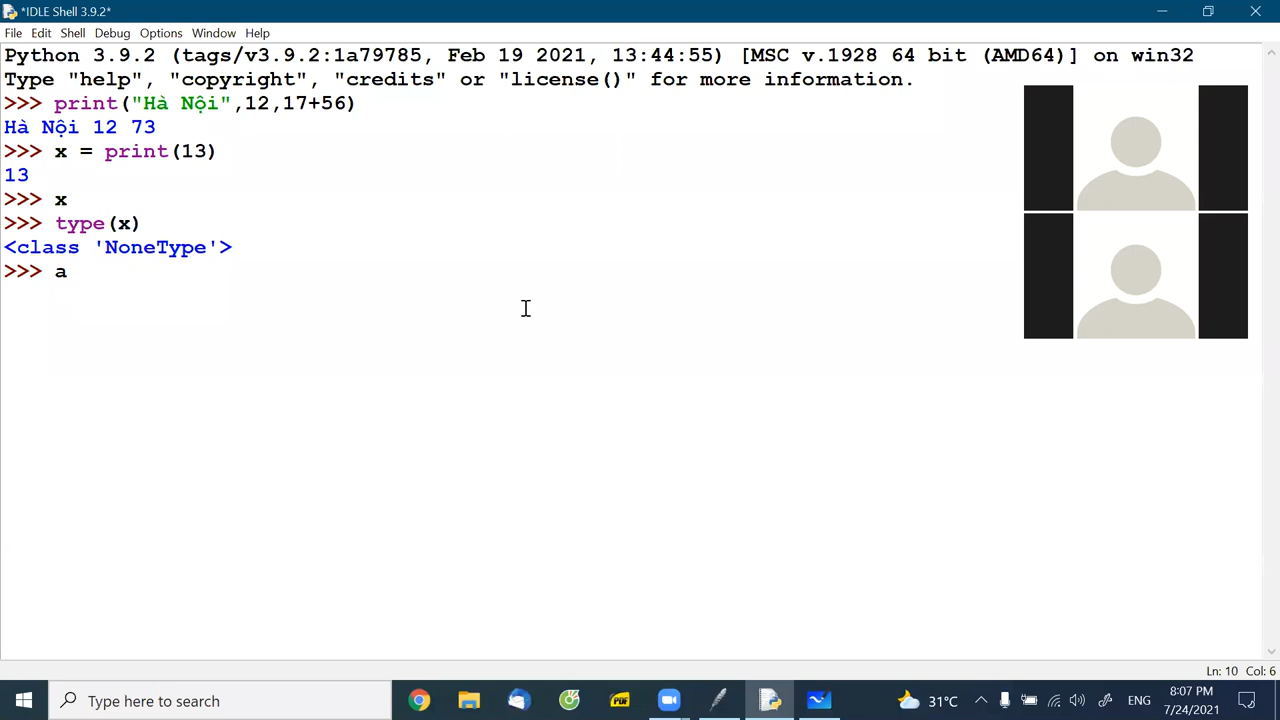 *IDLE Shell 3.9.2*
File Edit Shell Debug Options Window Help
Python 3.9.2 (tags/v3.9.2:1a79785, Feb 19 2021, 13:44:55) [MSC v.1928 64 bit (AMD64)] on win32
Type "help", "copyright", "credits" or "license()" for more information.
>>> print("Hà Nội",12,17+56)
Hà Nội 12 73
>>> x = print(13)
13
>>> x
>>> type(x)
<class 'NoneType'>
>>> a
Ln: 10 Col: 6
Type here to search
PDF
31°C
ENG
8:07 PM
7/24/2021